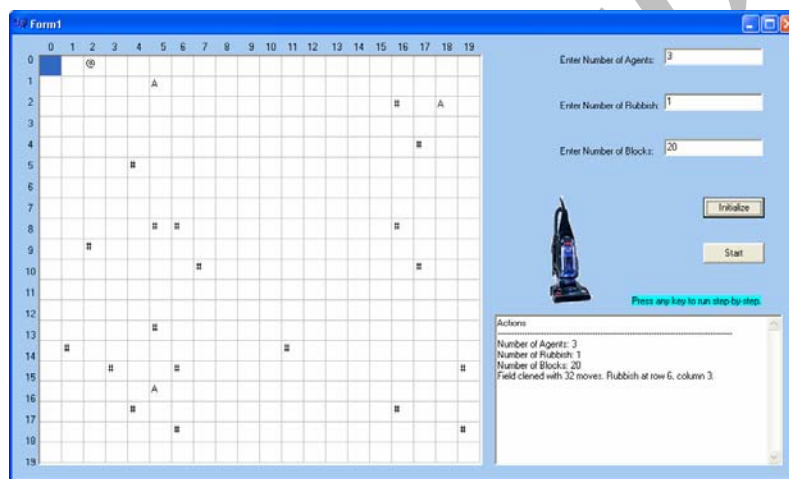 Form1
0 1 2 3 4 5 6 7 8 9 10 11 12 13 14 15 16 17 18 19
0 @
1 A
2 # A
3
4 #
5 #
6
7
8 # # #
9 #
10 # #
11
12
13 #
14 # #
15 # # #
16 A
17 # #
18 # #
19
Enter Number of Agents: 3
Enter Number of Rubbish: 1
Enter Number of Blocks: 20
Initialize
Start
Press any key to run step-by-step.
Actions
Number of Agents: 3
Number of Rubbish: 1
Number of Blocks: 20
Field clened with 32 moves. Rubbish at row 6, column 3.